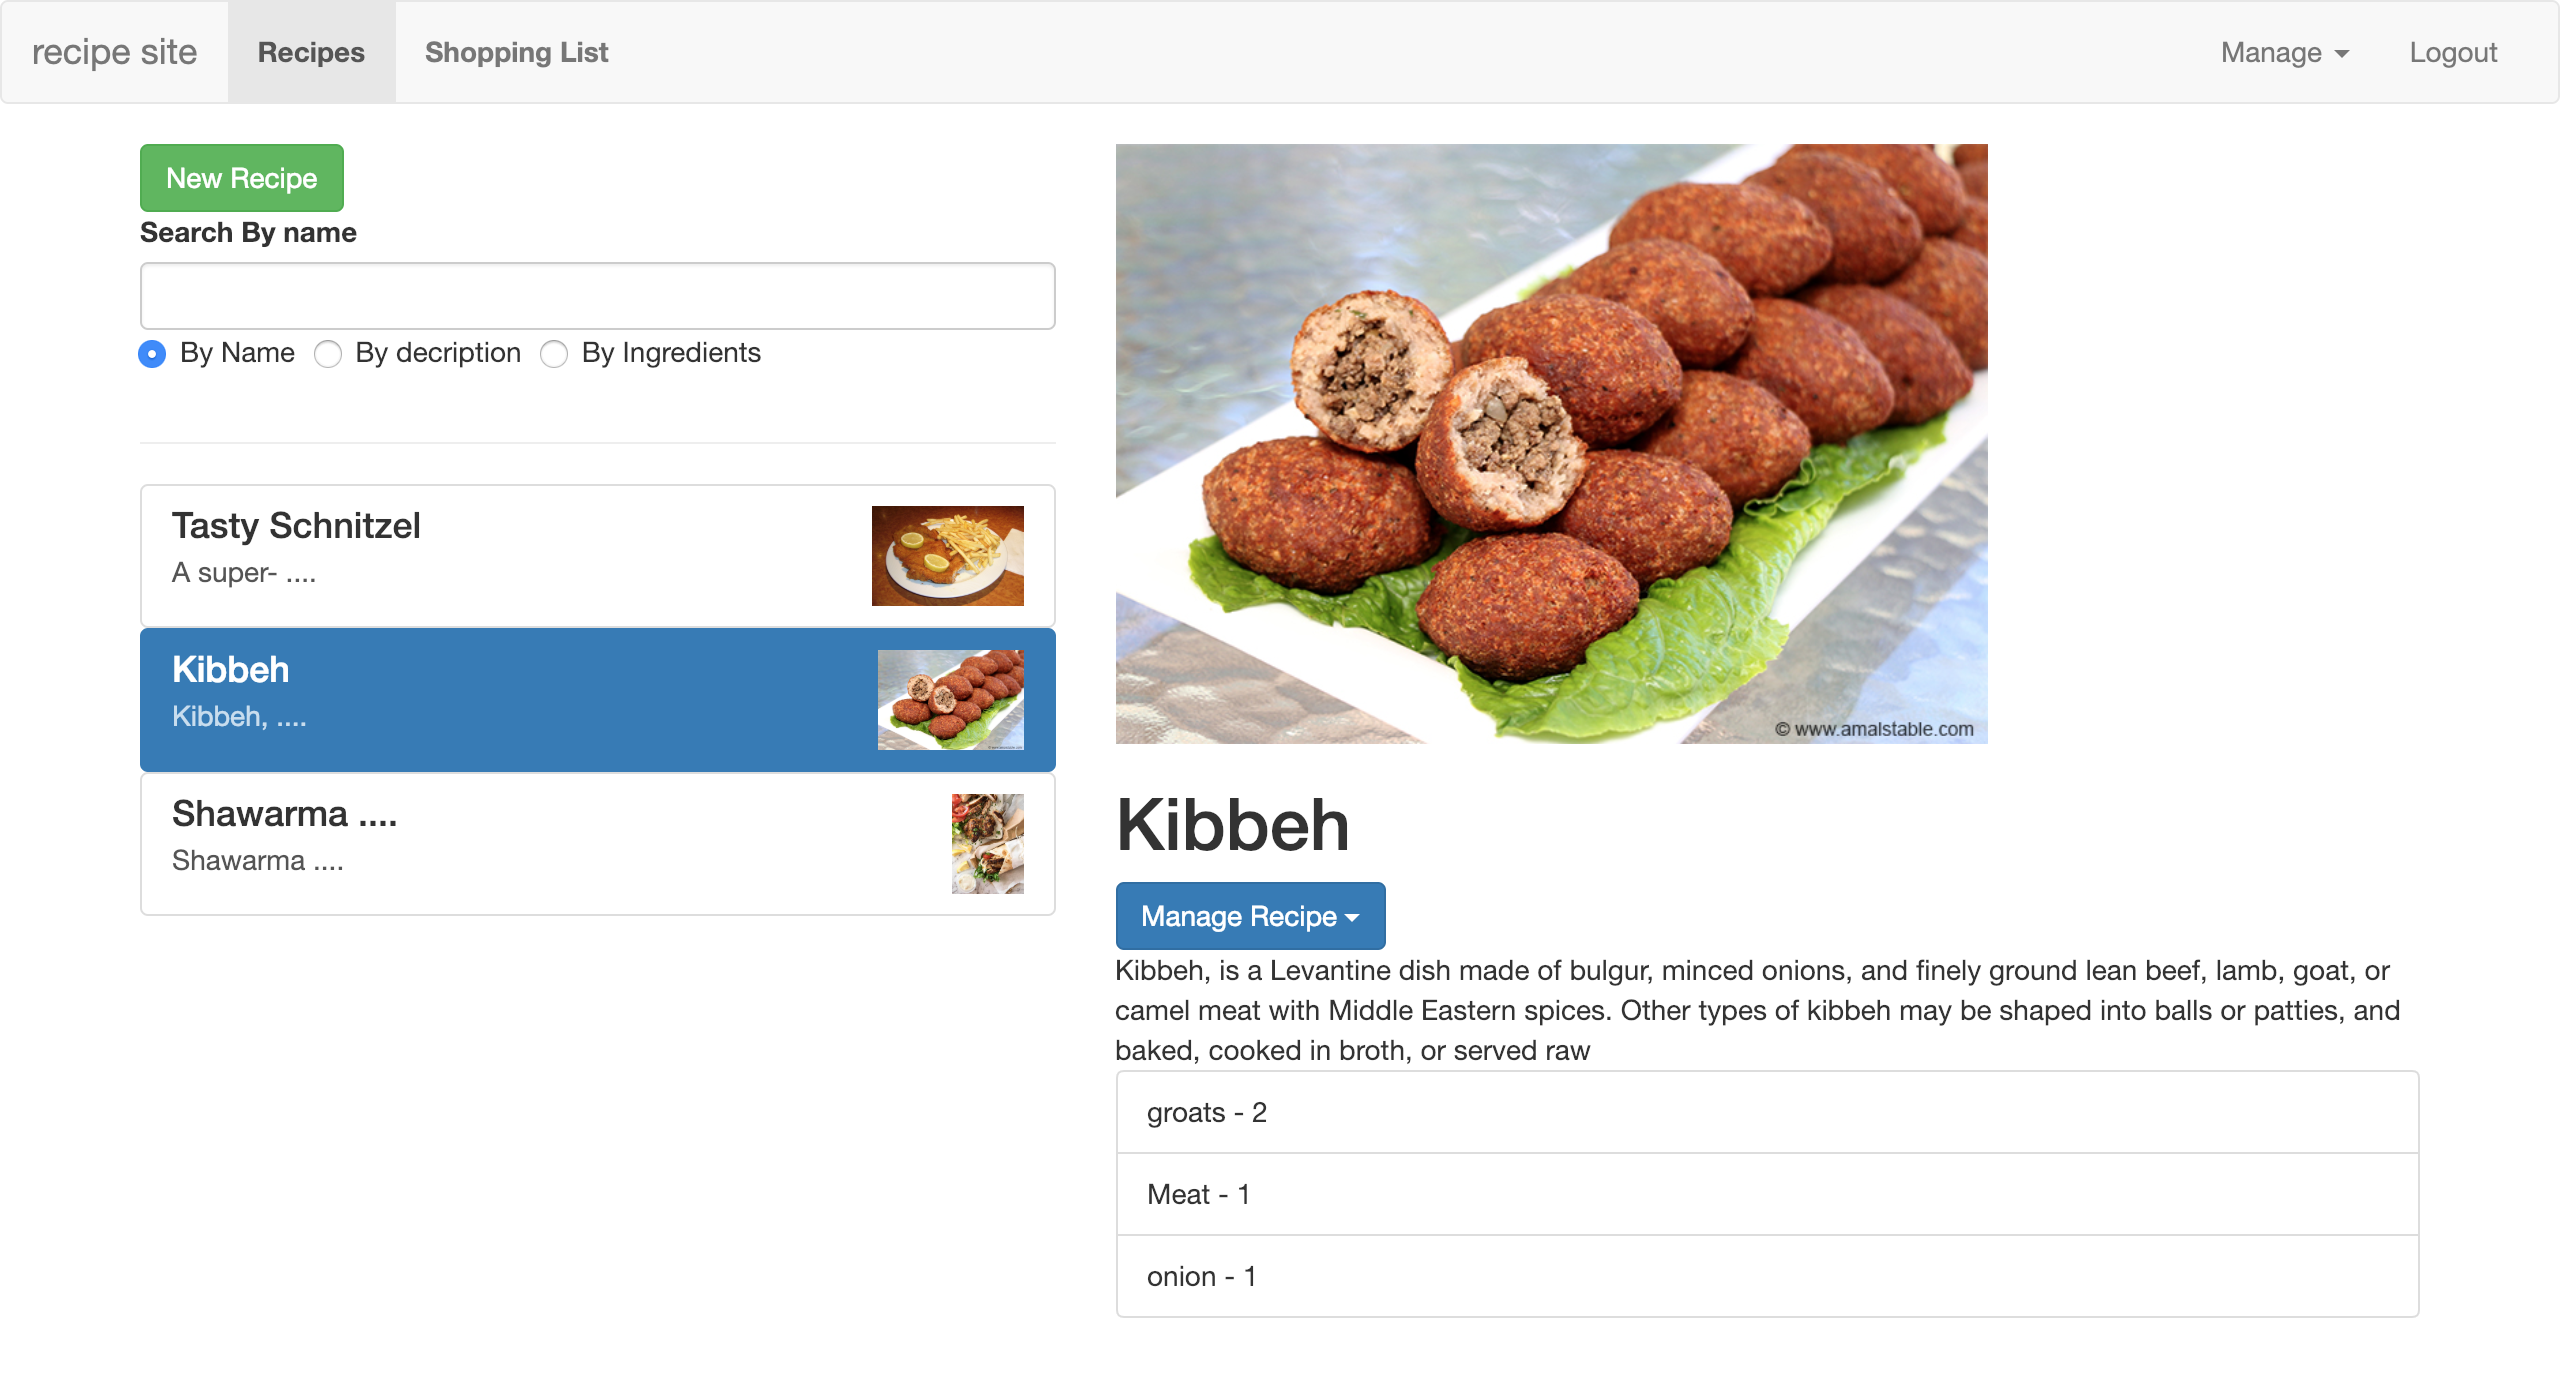 recipe site
Recipes
Shopping List
Manage
Logout
New Recipe
Search By name
By Name
By decription
By Ingredients
Tasty Schnitzel
A super- ....
Kibbeh
Kibbeh, ....
Shawarma ....
Shawarma ....
© www.amalstable.com
Kibbeh
Manage Recipe
Kibbeh, is a Levantine dish made of bulgur, minced onions, and finely ground lean beef, lamb, goat, or
camel meat with Middle Eastern spices. Other types of kibbeh may be shaped into balls or patties, and
baked, cooked in broth, or served raw
groats - 2
Meat - 1
onion - 1